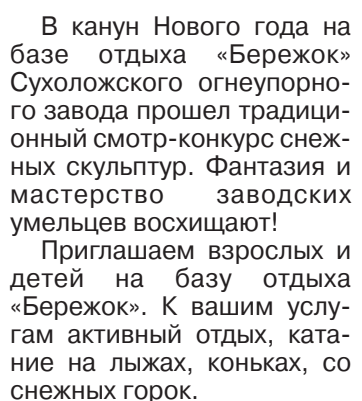 В канун Нового года на
базе отдыха «Бережок»
Сухоложского огнеупорно-
го завода прошел традици-
онный смотр-конкурс снеж-
ных скульптур. Фантазия и
мастерство заводских
умельцев восхищают!
Приглашаем взрослых и
детей на базу отдыха
«Бережок». К вашим услу-
гам активный отдых, ката-
ние на лыжах, коньках, со
снежных горок.